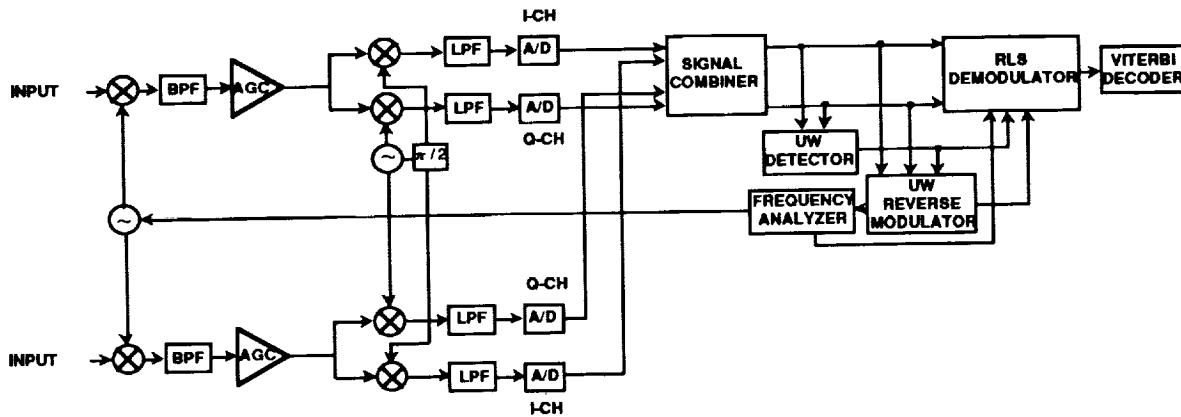 I-CH
INPUT
BPF
AGC
LPF
A/D
LPF
A/D
Q-CH
~
π/2
SIGNAL
COMBINER
RLS
DEMODULATOR
VITERBI
DECODER
UW
DETECTOR
UW
REVERSE
MODULATOR
FREQUENCY
ANALYZER
~
Q-CH
INPUT
BPF
AGC
LPF
A/D
LPF
A/D
I-CH